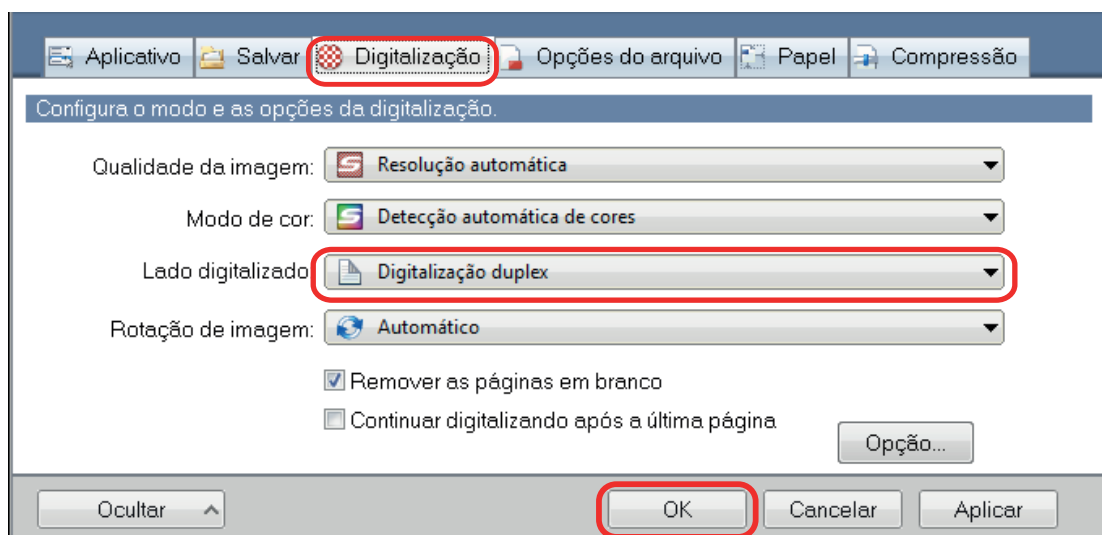 Aplicativo Salvar Digitalização Opções do arquivo Papel Compressão
Configura o modo e as opções da digitalização.
Qualidade da imagem: Resolução automática
Modo de cor: Detecção automática de cores
Lado digitalizado Digitalização duplex
Rotação de imagem: Automático
Remover as páginas em branco
Continuar digitalizando após a última página
Opção...
Ocultar OK Cancelar Aplicar